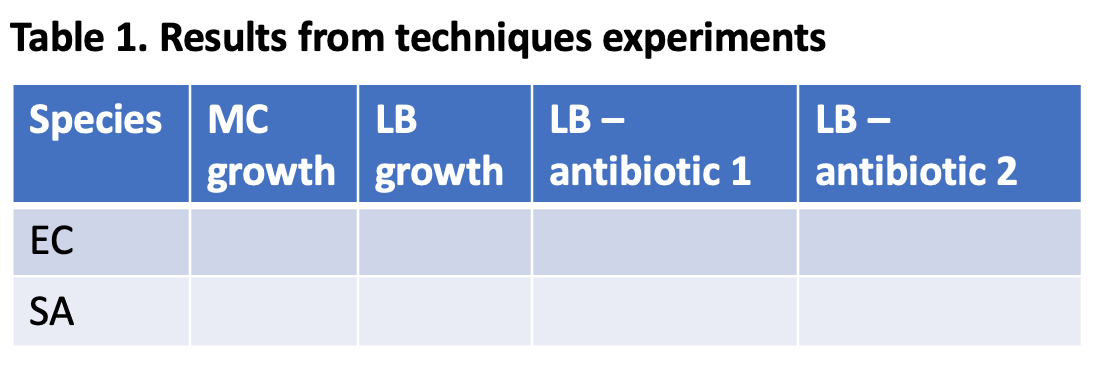 Table 1. Results from techniques experiments
Species MC growth LB growth LB – antibiotic 1 LB – antibiotic 2
EC
SA